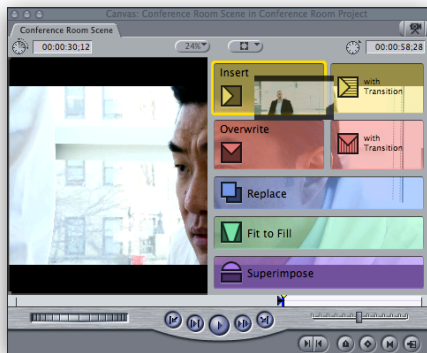 Canvas: Conference Room Scene in Conference Room Project
Conference Room Scene
00:00:30;12
24%
00:00:58;28
Insert
with
Transition
Overwrite
with
Transition
Replace
Fit to Fill
Superimpose